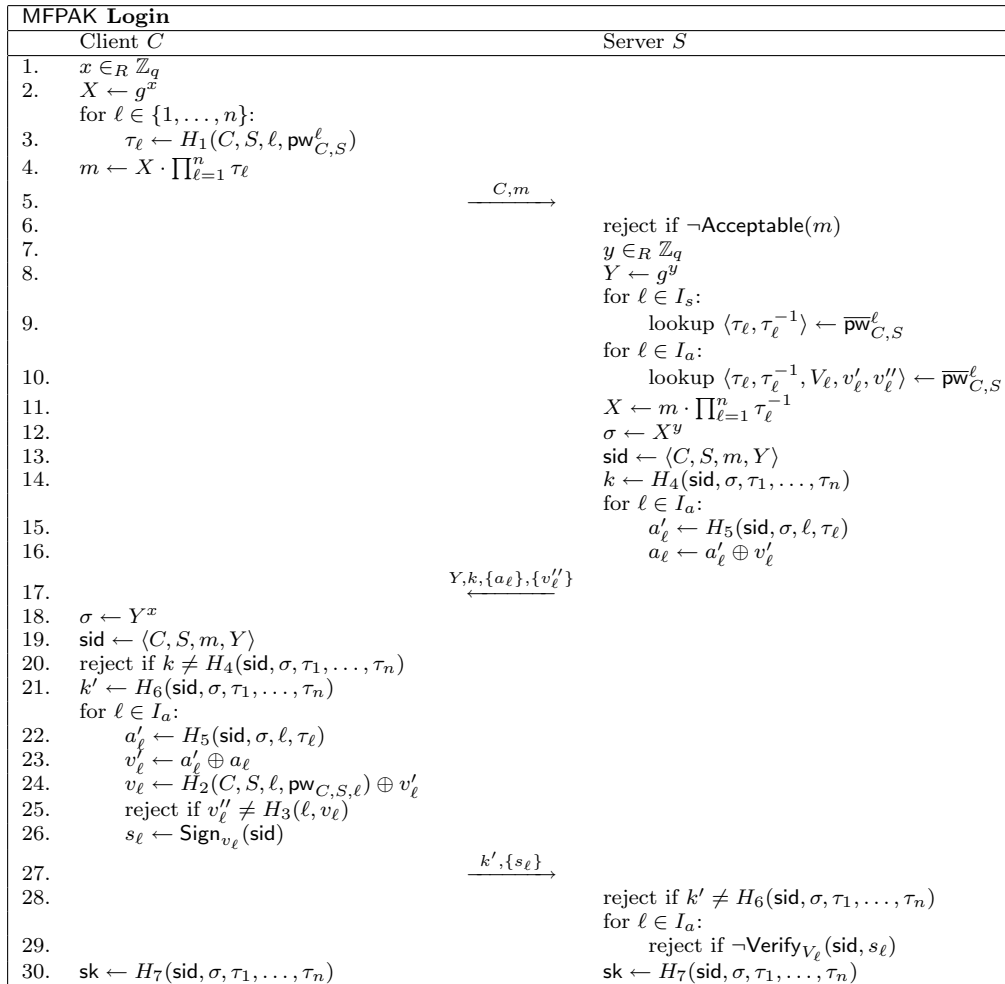 MFPAK Login
Client C Server S
1. x ∈_R ℤ_q
2. X ← g^x
for ℓ ∈ {1, . . . , n}:
3. τ_ℓ ← H_1(C, S, ℓ, pw^ℓ_{C,S})
4. m ← X · ∏^n_{ℓ=1} τ_ℓ
5. C,m
6. reject if ¬Acceptable(m)
7. y ∈_R ℤ_q
8. Y ← g^y
for ℓ ∈ I_s:
9. lookup ⟨τ_ℓ, τ_ℓ^{−1}⟩ ← \overline{pw}^ℓ_{C,S}
for ℓ ∈ I_a:
10. lookup ⟨τ_ℓ, τ_ℓ^{−1}, V_ℓ, v′_ℓ, v″_ℓ⟩ ← \overline{pw}^ℓ_{C,S}
11. X ← m · ∏^n_{ℓ=1} τ_ℓ^{−1}
12. σ ← X^y
13. sid ← ⟨C, S, m, Y⟩
14. k ← H_4(sid, σ, τ_1, . . . , τ_n)
for ℓ ∈ I_a:
15. a′_ℓ ← H_5(sid, σ, ℓ, τ_ℓ)
16. a_ℓ ← a′_ℓ ⊕ v′_ℓ
17. Y,k,{a_ℓ},{v″_ℓ}
18. σ ← Y^x
19. sid ← ⟨C, S, m, Y⟩
20. reject if k ≠ H_4(sid, σ, τ_1, . . . , τ_n)
21. k′ ← H_6(sid, σ, τ_1, . . . , τ_n)
for ℓ ∈ I_a:
22. a′_ℓ ← H_5(sid, σ, ℓ, τ_ℓ)
23. v′_ℓ ← a′_ℓ ⊕ a_ℓ
24. v_ℓ ← H_2(C, S, ℓ, pw_{C,S,ℓ}) ⊕ v′_ℓ
25. reject if v″_ℓ ≠ H_3(ℓ, v_ℓ)
26. s_ℓ ← Sign_{v_ℓ}(sid)
27. k′,{s_ℓ}
28. reject if k′ ≠ H_6(sid, σ, τ_1, . . . , τ_n)
for ℓ ∈ I_a:
29. reject if ¬Verify_{V_ℓ}(sid, s_ℓ)
30. sk ← H_7(sid, σ, τ_1, . . . , τ_n) sk ← H_7(sid, σ, τ_1, . . . , τ_n)